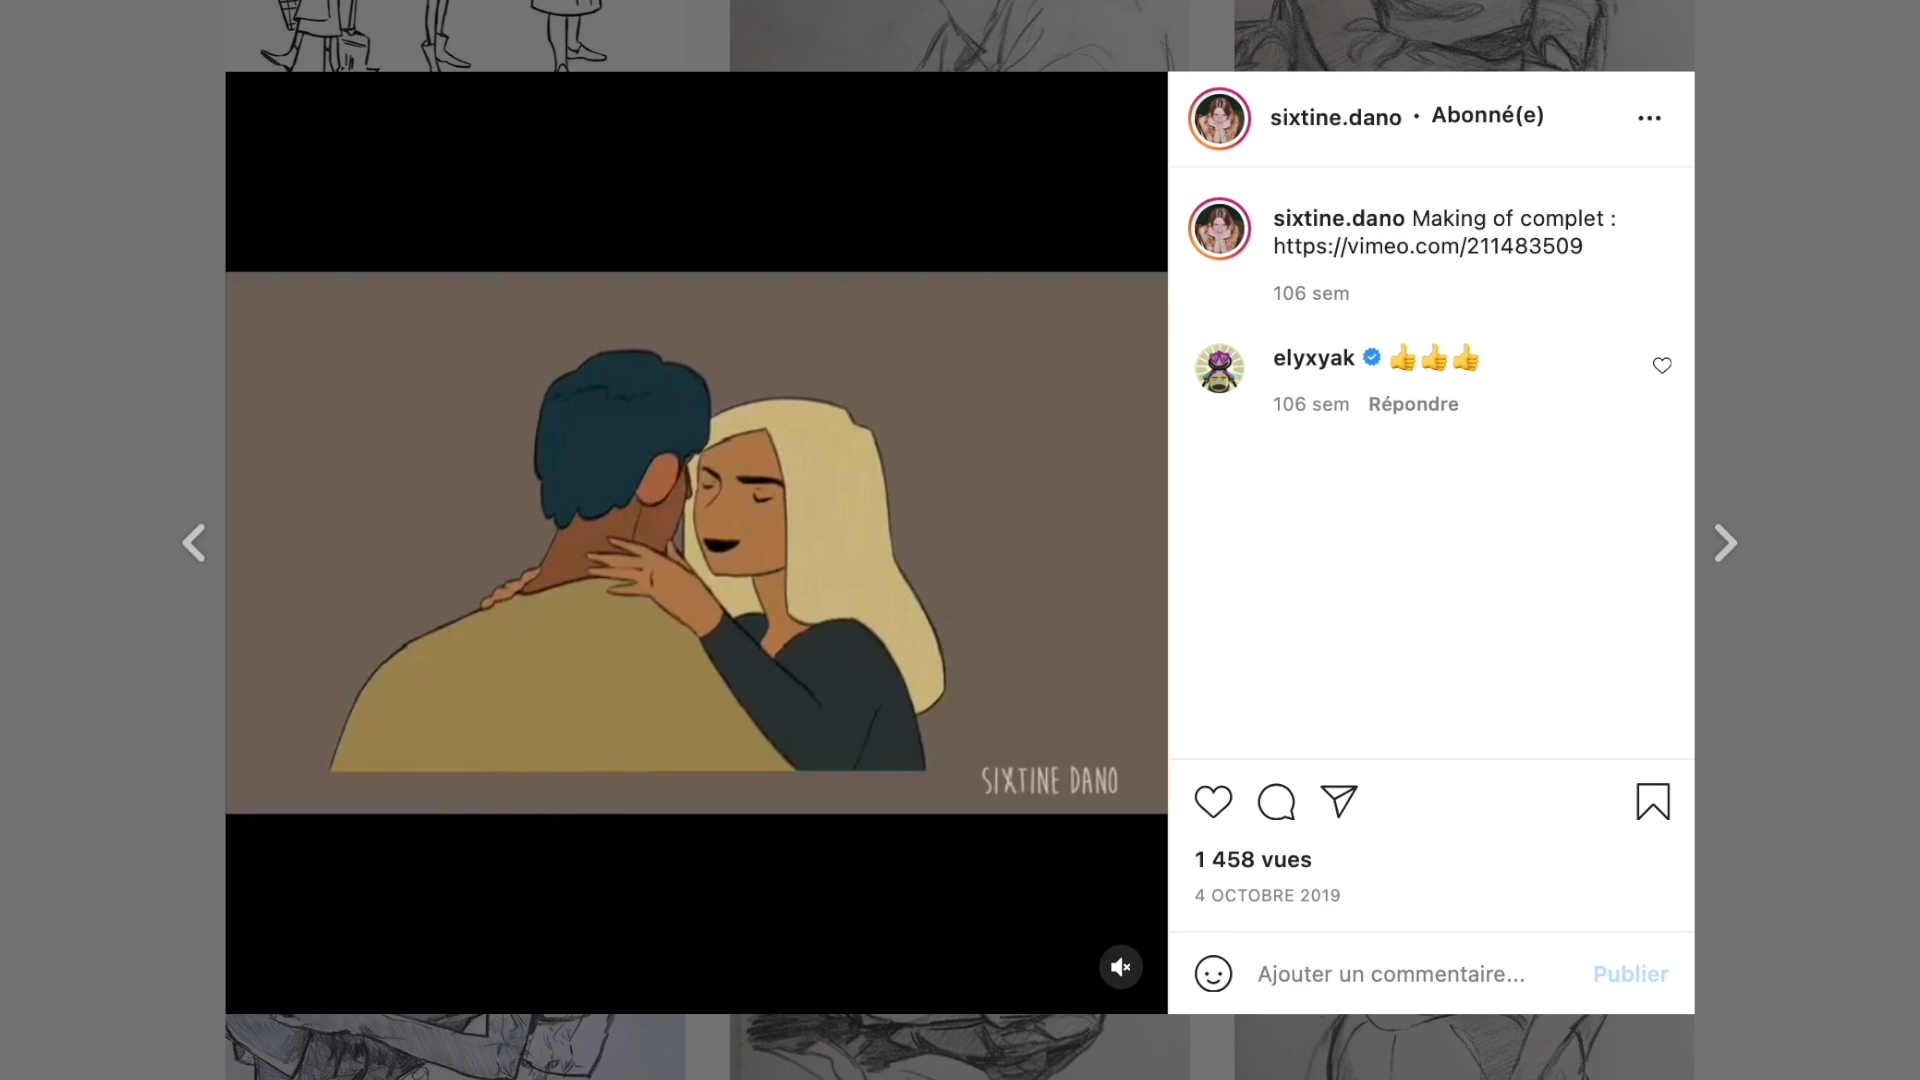 sixtine.dano • Abonné(e)
sixtine.dano Making of complet :
https://vimeo.com/211483509
106 sem
elyxyak 👍👍👍
106 sem Répondre
SIXTINE DANO
1 458 vues
4 OCTOBRE 2019
Ajouter un commentaire... Publier